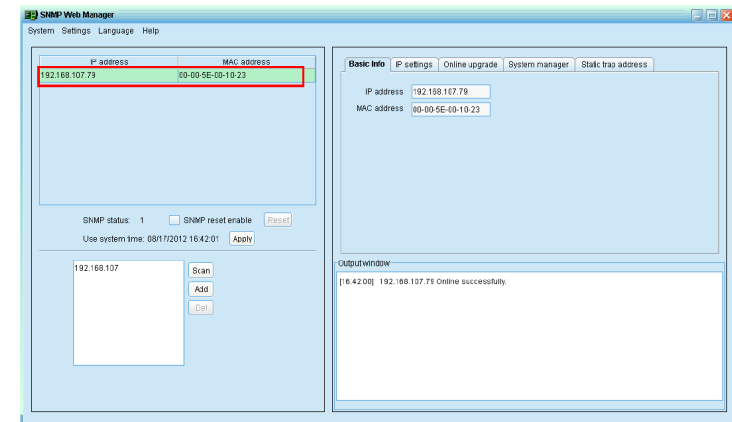 SNMP Web Manager
System Settings Language Help
IP address MAC address
192.168.107.79 00-00-5E-00-10-23
SNMP status: 1 SNMP reset enable Reset
Use system time: 08/17/2012 16:42:01 Apply
192.168.107
Scan
Add
Del
Basic Info IP settings Online upgrade System manager Static trap address
IP address 192.168.107.79
MAC address 00-00-5E-00-10-23
Output window
[16:42:00] 192.168.107.79 Online successfully.